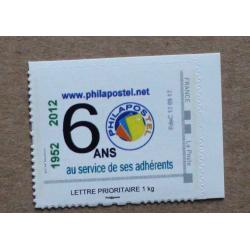 www.philapostel.net
1952 2012
60
PHILAPOSTEL
ANS
au service de ses adhérents
LETTRE PRIORITAIRE 1 kg
FRANCE
La Poste